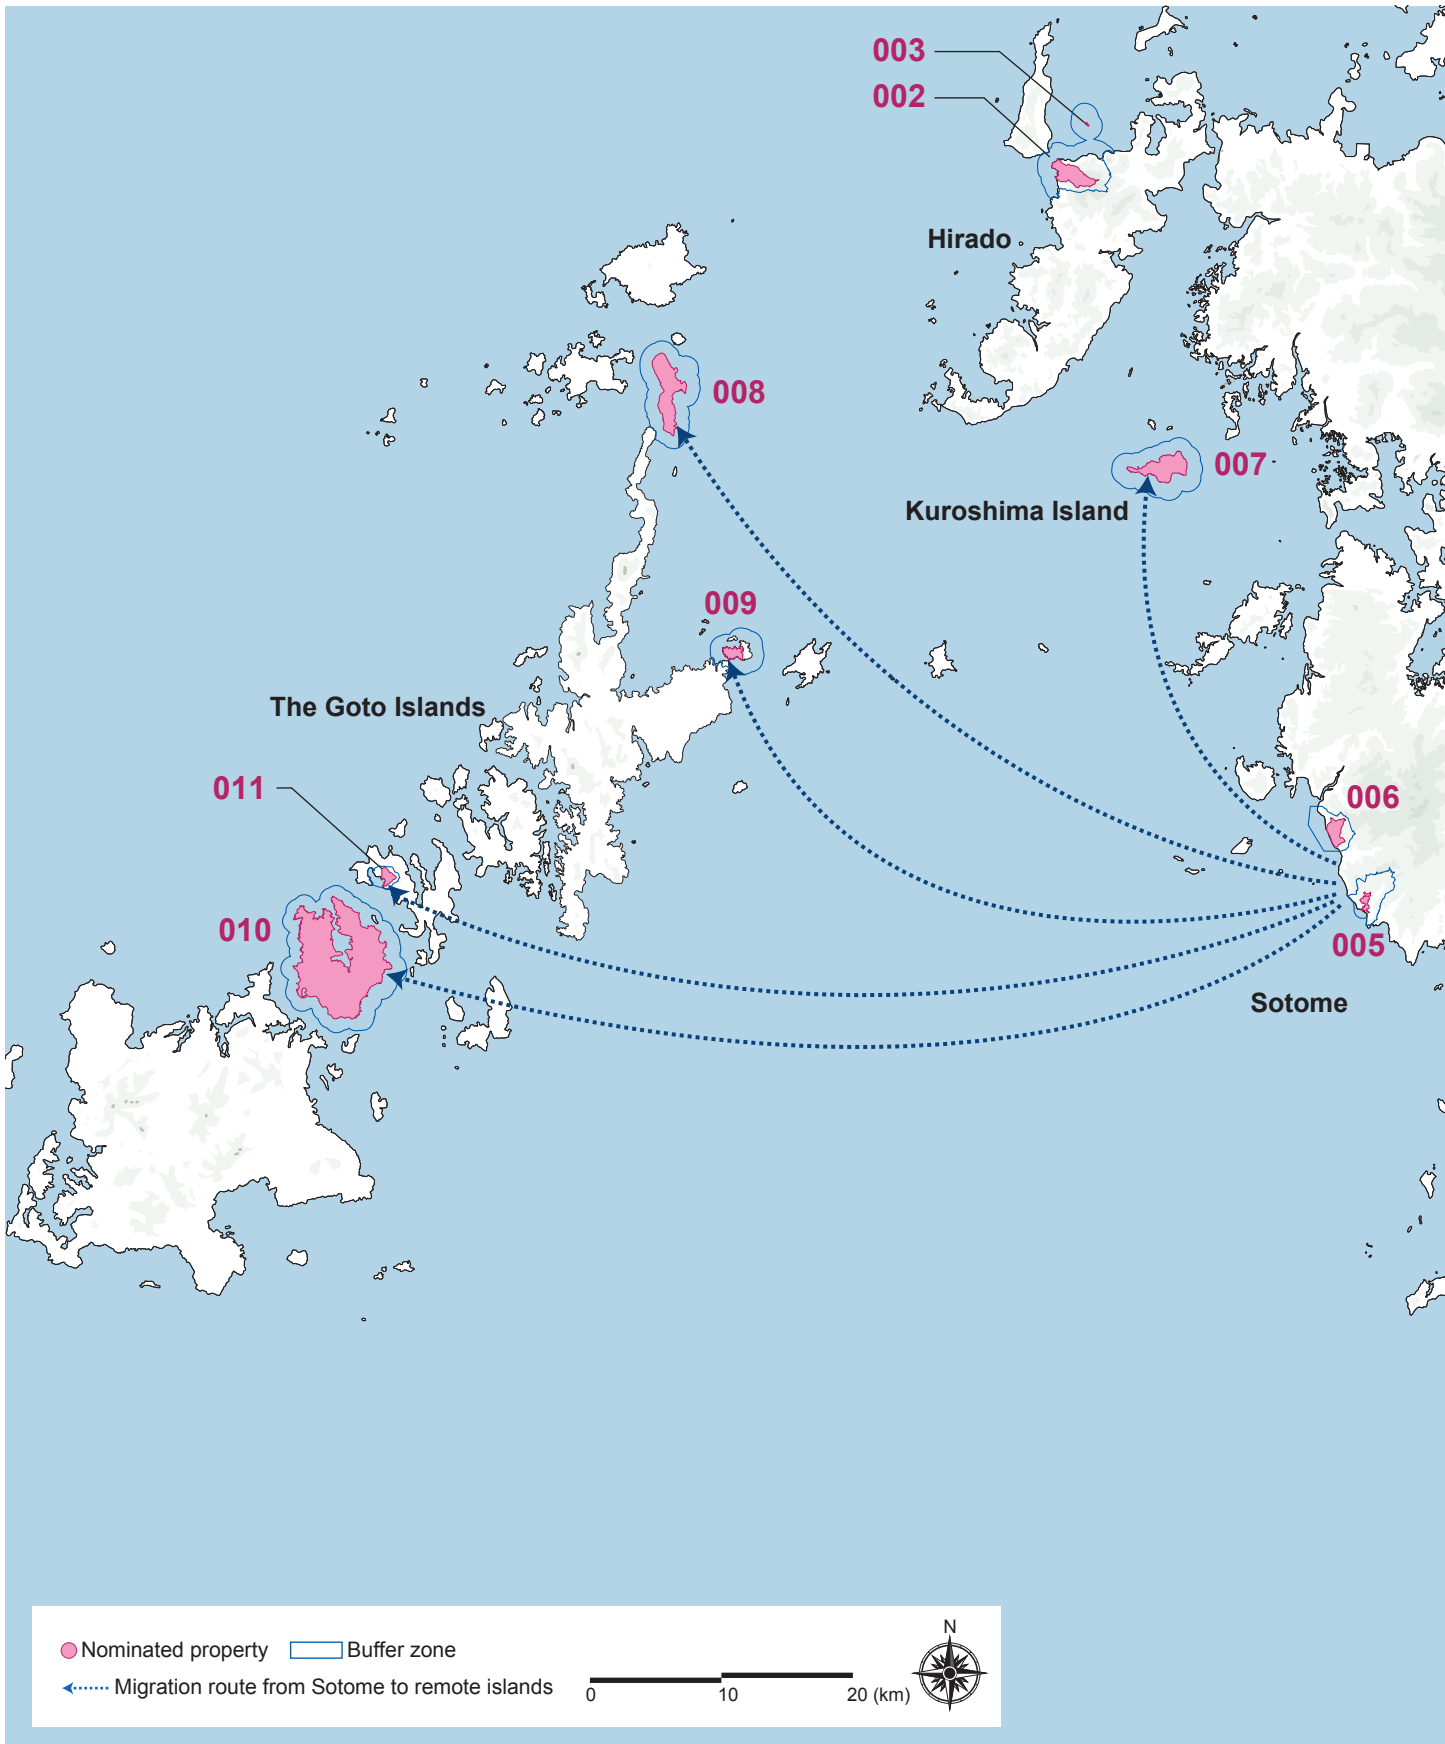 003
002
Hirado
008
007
Kuroshima Island
009
The Goto Islands
011
006
010
005
Sotome
Nominated property
Buffer zone
Migration route from Sotome to remote islands
0
10
20 (km)
N